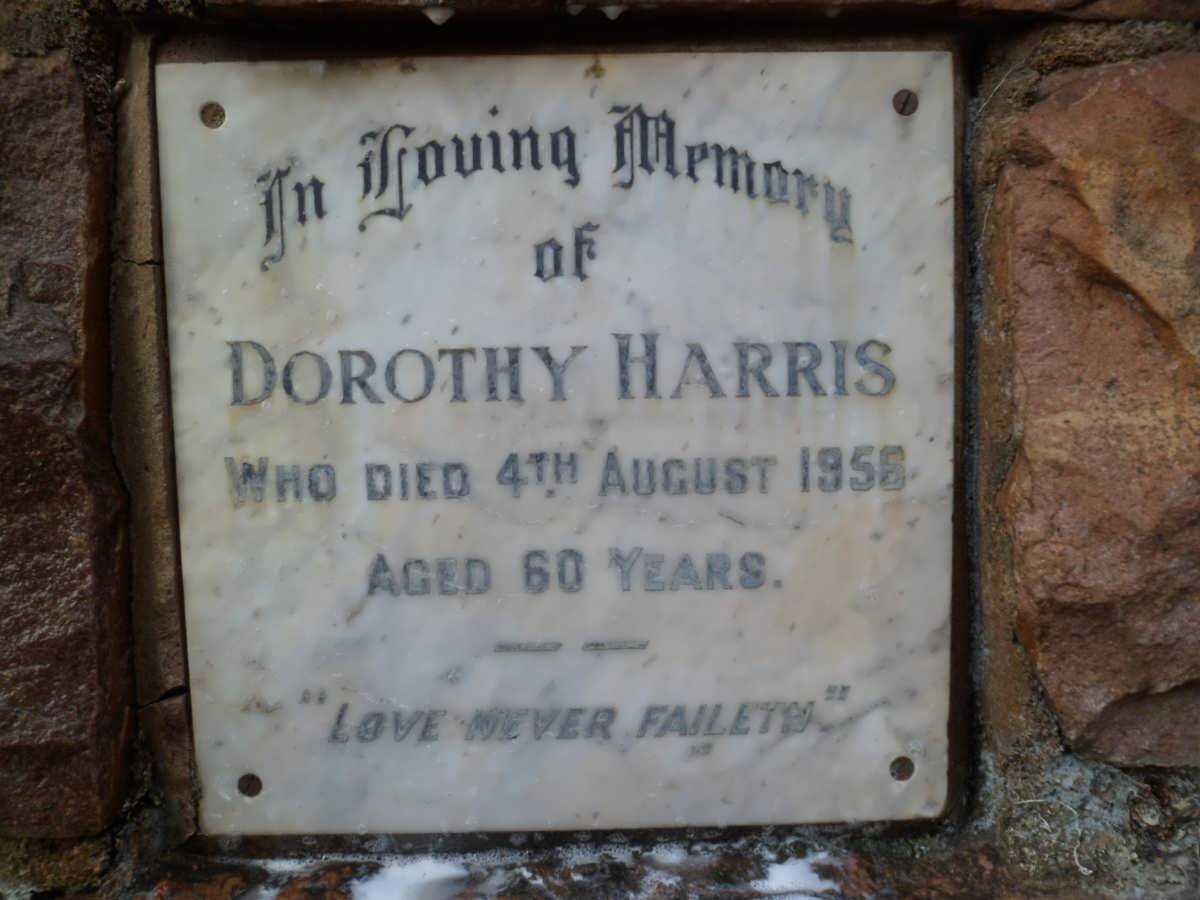 In Loving Memory
of
DOROTHY HARRIS
WHO DIED 4TH AUGUST 1956
AGED 60 YEARS.
"LOVE NEVER FAILETH."